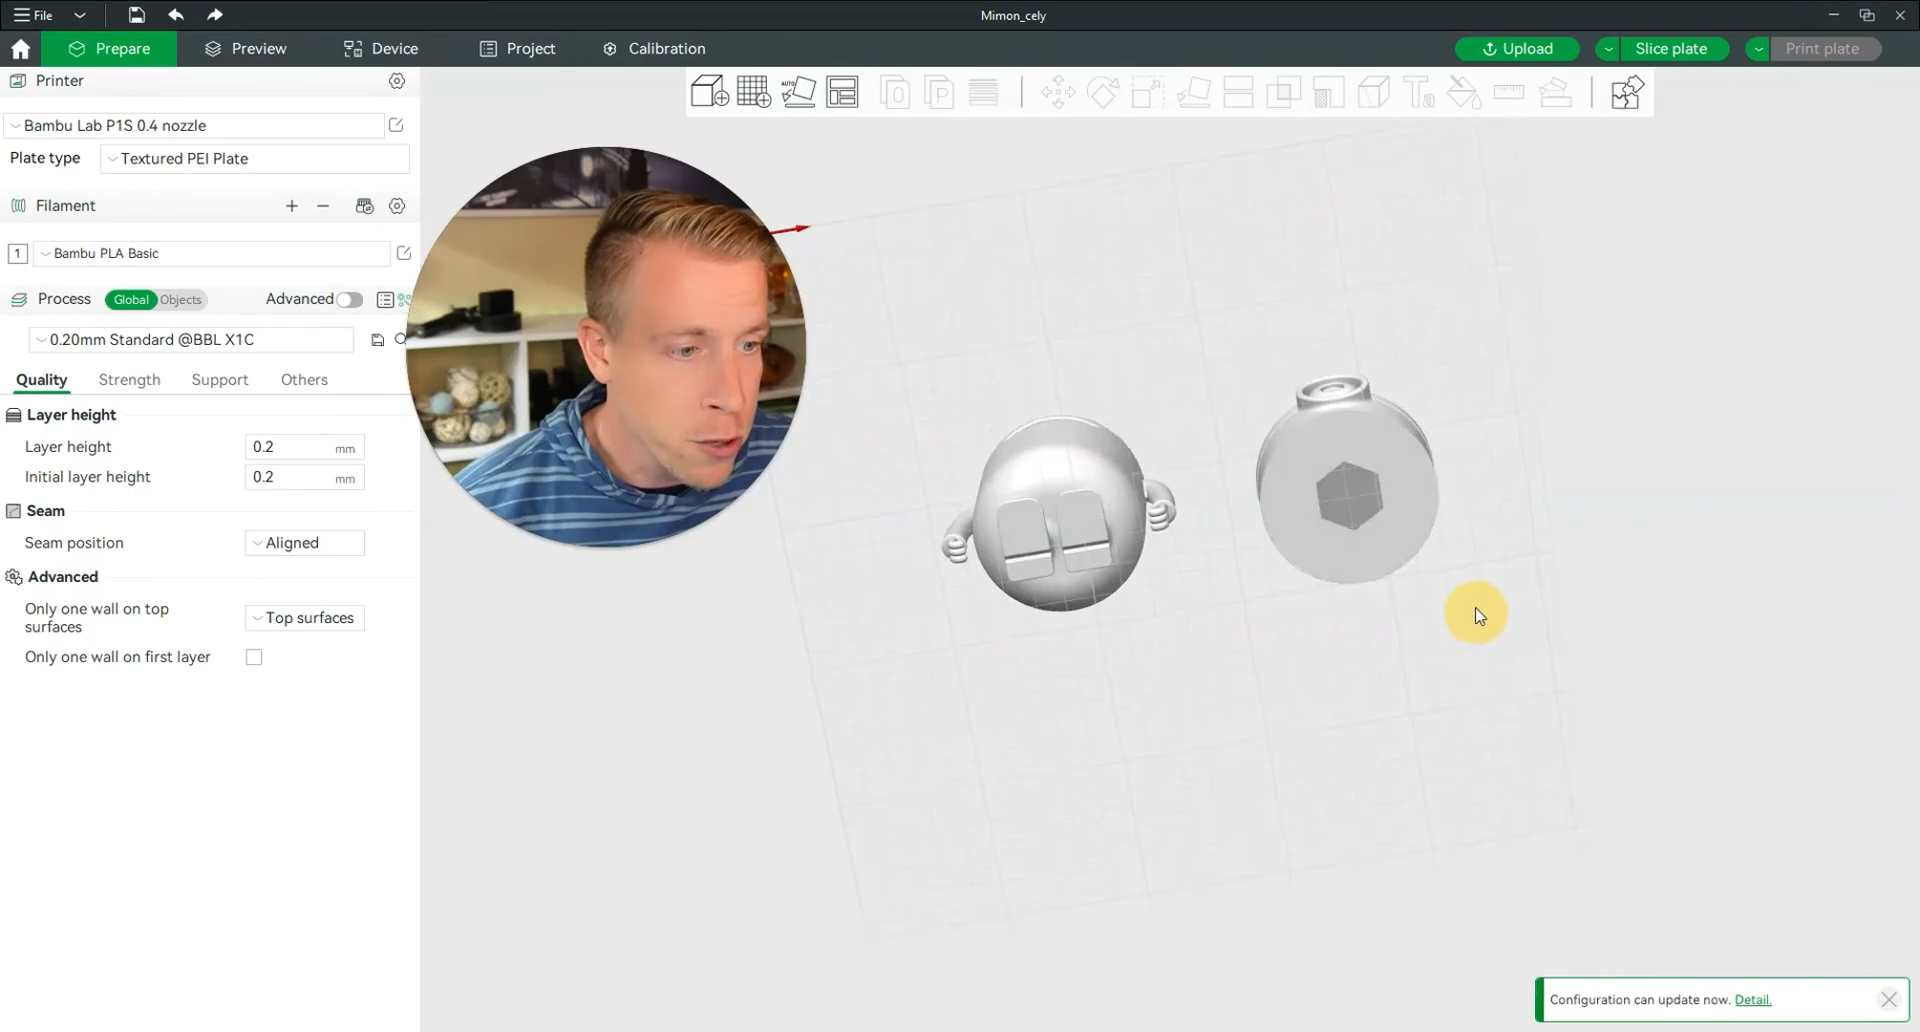 File
Mimon_cely
Prepare
Preview
Device
Project
Calibration
Upload
Slice plate
Print plate
Printer
AUTO
0
P
Ta
Bambu Lab P1S 0.4 nozzle
Plate type
Textured PEI Plate
Filament
1
Bambu PLA Basic
Process
Global
Objects
Advanced
0.20mm Standard @BBL X1C
Quality
Strength
Support
Others
Layer height
Layer height
0.2 mm
Initial layer height
0.2 mm
Seam
Seam position
Aligned
Advanced
Only one wall on top
surfaces
Top surfaces
Only one wall on first layer
Configuration can update now. Detail.